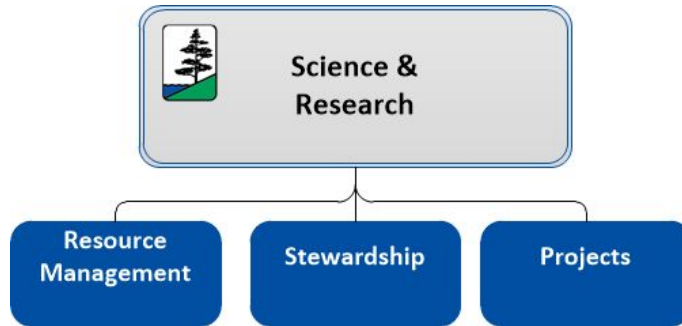 Science &
Research
Resource
Management
Stewardship
Projects